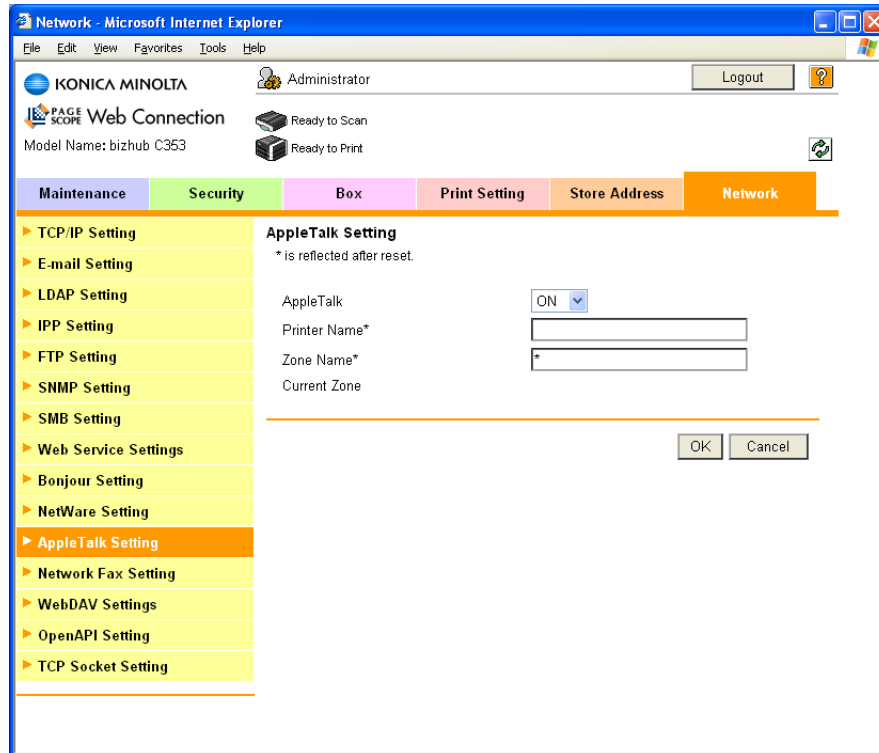 Network - Microsoft Internet Explorer
File Edit View Favorites Tools Help
KONICA MINOLTA
Administrator
Logout
?
PAGE SCOPE Web Connection
Ready to Scan
Model Name: bizhub C353
Ready to Print
Maintenance
Security
Box
Print Setting
Store Address
Network
TCP/IP Setting
E-mail Setting
LDAP Setting
IPP Setting
FTP Setting
SNMP Setting
SMB Setting
Web Service Settings
Bonjour Setting
NetWare Setting
AppleTalk Setting
Network Fax Setting
WebDAV Settings
OpenAPI Setting
TCP Socket Setting
AppleTalk Setting
* is reflected after reset.
AppleTalk ON
Printer Name*
Zone Name* *
Current Zone
OK Cancel